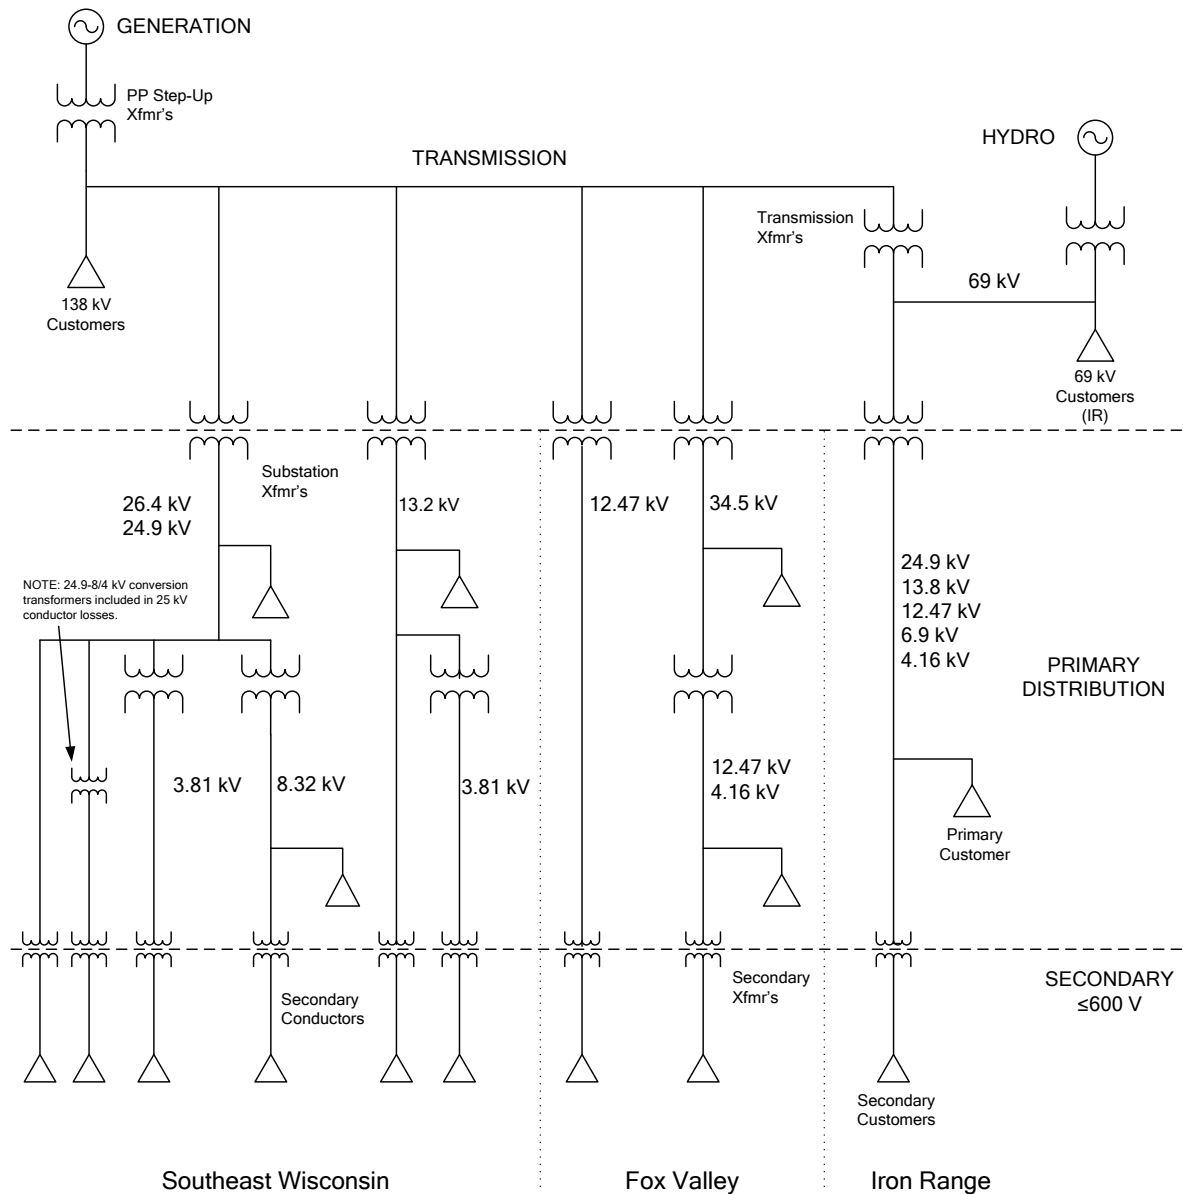 GENERATION
PP Step-Up
Xfmr's
HYDRO
TRANSMISSION
Transmission
Xfmr's
69 kV
138 kV
Customers
69 kV
Customers
(IR)
Substation
Xfmr's
26.4 kV
24.9 kV
13.2 kV
12.47 kV
34.5 kV
NOTE: 24.9-8/4 kV conversion
transformers included in 25 kV
conductor losses.
24.9 kV
13.8 kV
12.47 kV
6.9 kV
4.16 kV
PRIMARY
DISTRIBUTION
3.81 kV
8.32 kV
3.81 kV
12.47 kV
4.16 kV
Primary
Customer
Secondary
Conductors
Secondary
Xfmr's
SECONDARY
≤600 V
Secondary
Customers
Southeast Wisconsin
Fox Valley
Iron Range